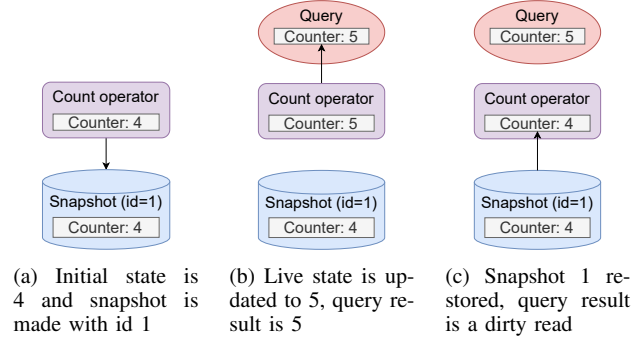 Count operator
Counter: 4
Snapshot (id=1)
Counter: 4
(a) Initial state is
4 and snapshot is
made with id 1
Query
Counter: 5
Count operator
Counter: 5
Snapshot (id=1)
Counter: 4
(b) Live state is up-
dated to 5, query re-
sult is 5
Query
Counter: 5
Count operator
Counter: 4
Snapshot (id=1)
Counter: 4
(c) Snapshot 1 re-
stored, query result
is a dirty read